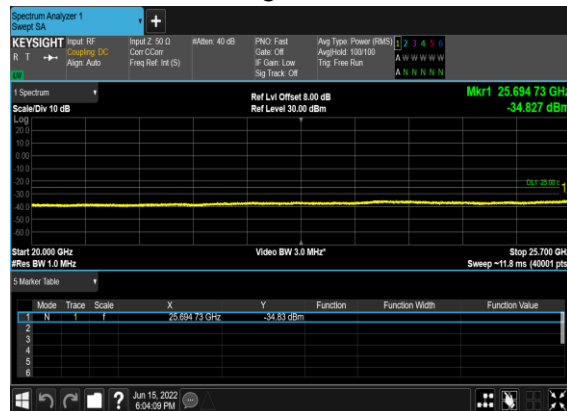 Spectrum Analyzer 1
Swept SA
+
KEYSIGHT
R T
LW
Input: RF
Coupling: DC
Align: Auto
Input Z: 50 Ω
Corr CCorr
Freq Ref: Int (S)
#Atten: 40 dB
PNO: Fast
Gate: Off
IF Gain: Low
Sig Track: Off
Avg Type: Power (RMS)
Avg|Hold: 100/100
Trig: Free Run
1 2 3 4 5 6
A W W W W W
A N N N N N
1 Spectrum
Scale/Div 10 dB
Ref Lvl Offset 8.00 dB
Ref Level 30.00 dBm
Mkr1 25.694 73 GHz
-34.827 dBm
Log
20.0
10.0
0.00
-10.0
-20.0
-30.0
-40.0
-50.0
-60.0
1
Start 20.000 GHz
#Res BW 1.0 MHz
Video BW 3.0 MHz*
Stop 25.700 GHz
Sweep ~11.8 ms (40001 pts)
5 Marker Table
Mode Trace Scale X Y Function Function Width Function Value
1 N 1 f 25.694 73 GHz -34.83 dBm
2
3
4
5
6
?
Jun 15, 2022
6:04:09 PM